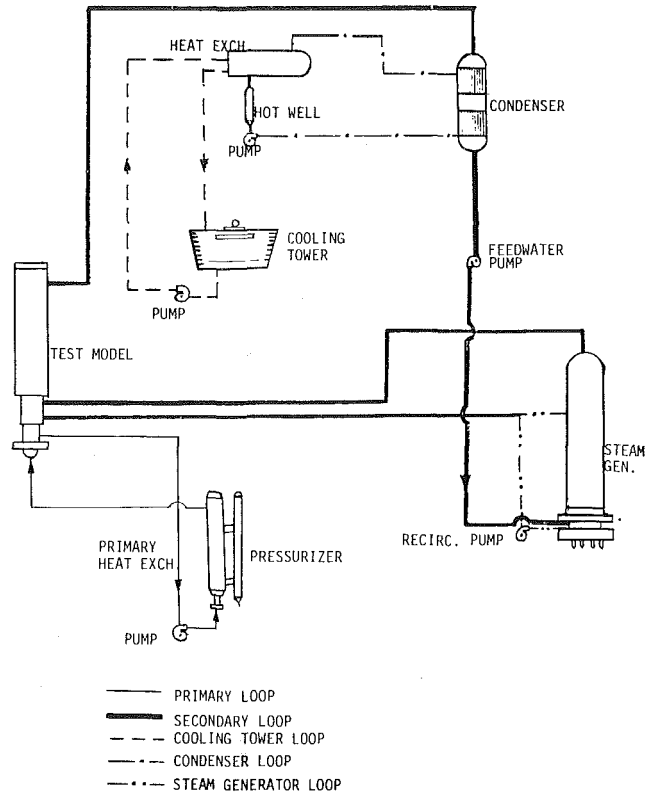 HEAT EXCH
HOT WELL
PUMP
CONDENSER
COOLING
TOWER
FEEDWATER
PUMP
PUMP
TEST MODEL
STEAM
GEN.
RECIRC. PUMP
PRIMARY
HEAT EXCH
PRESSURIZER
PUMP
PRIMARY LOOP
SECONDARY LOOP
COOLING TOWER LOOP
CONDENSER LOOP
STEAM GENERATOR LOOP